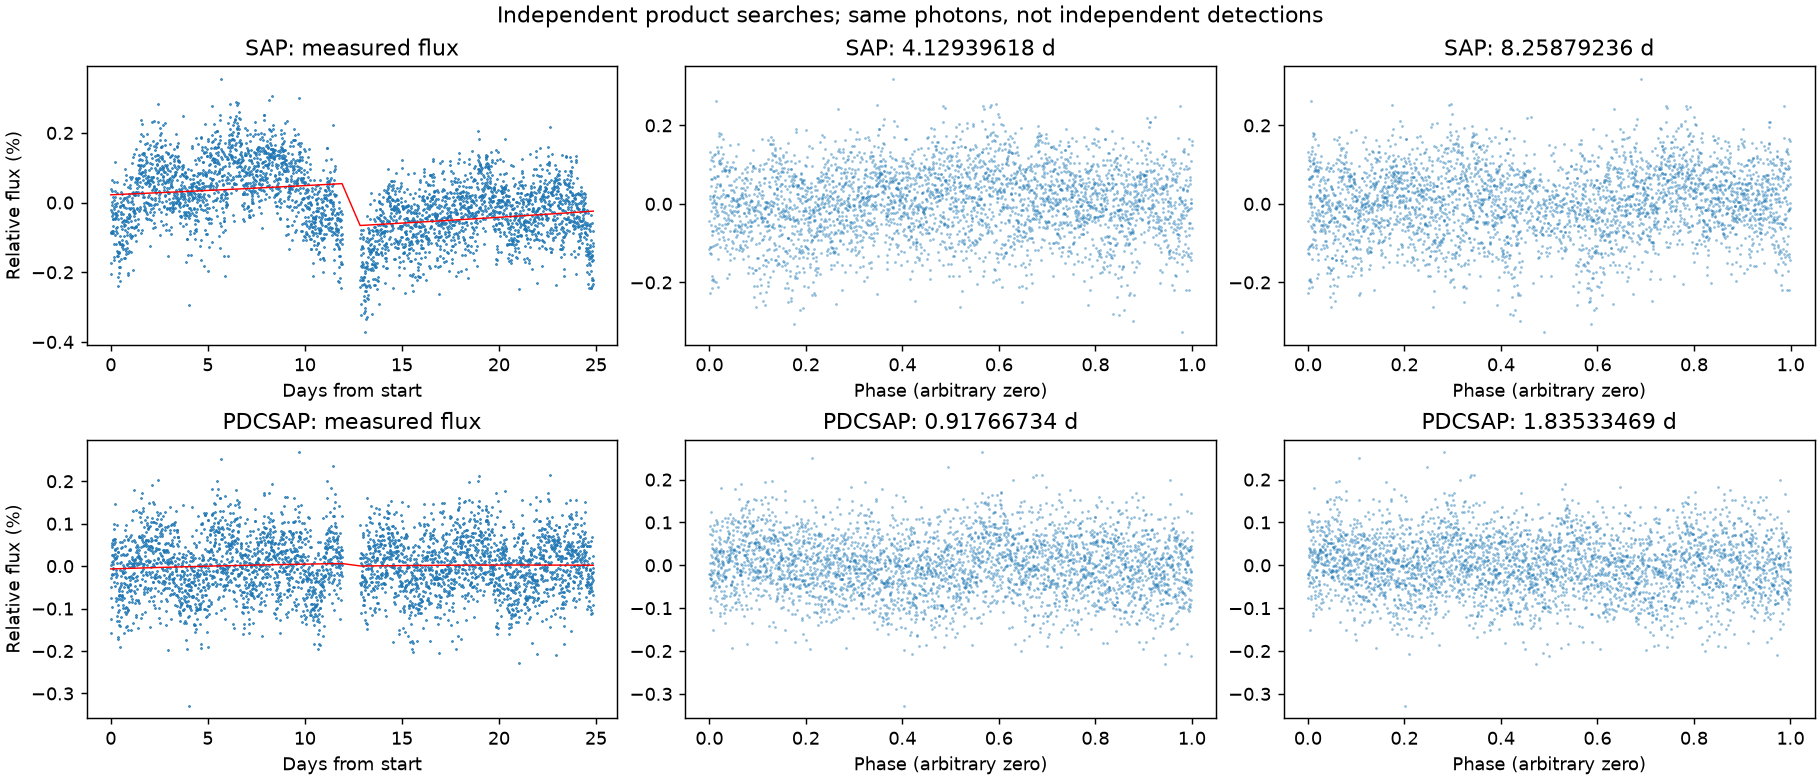 Independent product searches; same photons, not independent detections
SAP: measured flux
SAP: 4.12939618 d
SAP: 8.25879236 d
Relative flux (%)
0.2
0.0
−0.2
−0.4
0.2
0.0
−0.2
0.2
0.0
−0.2
0 5 10 15 20 25
0.0 0.2 0.4 0.6 0.8 1.0
0.0 0.2 0.4 0.6 0.8 1.0
Days from start
Phase (arbitrary zero)
Phase (arbitrary zero)
PDCSAP: measured flux
PDCSAP: 0.91766734 d
PDCSAP: 1.83533469 d
Relative flux (%)
0.2
0.1
0.0
−0.1
−0.2
−0.3
0.2
0.1
0.0
−0.1
−0.2
−0.3
0.2
0.1
0.0
−0.1
−0.2
−0.3
0 5 10 15 20 25
0.0 0.2 0.4 0.6 0.8 1.0
0.0 0.2 0.4 0.6 0.8 1.0
Days from start
Phase (arbitrary zero)
Phase (arbitrary zero)